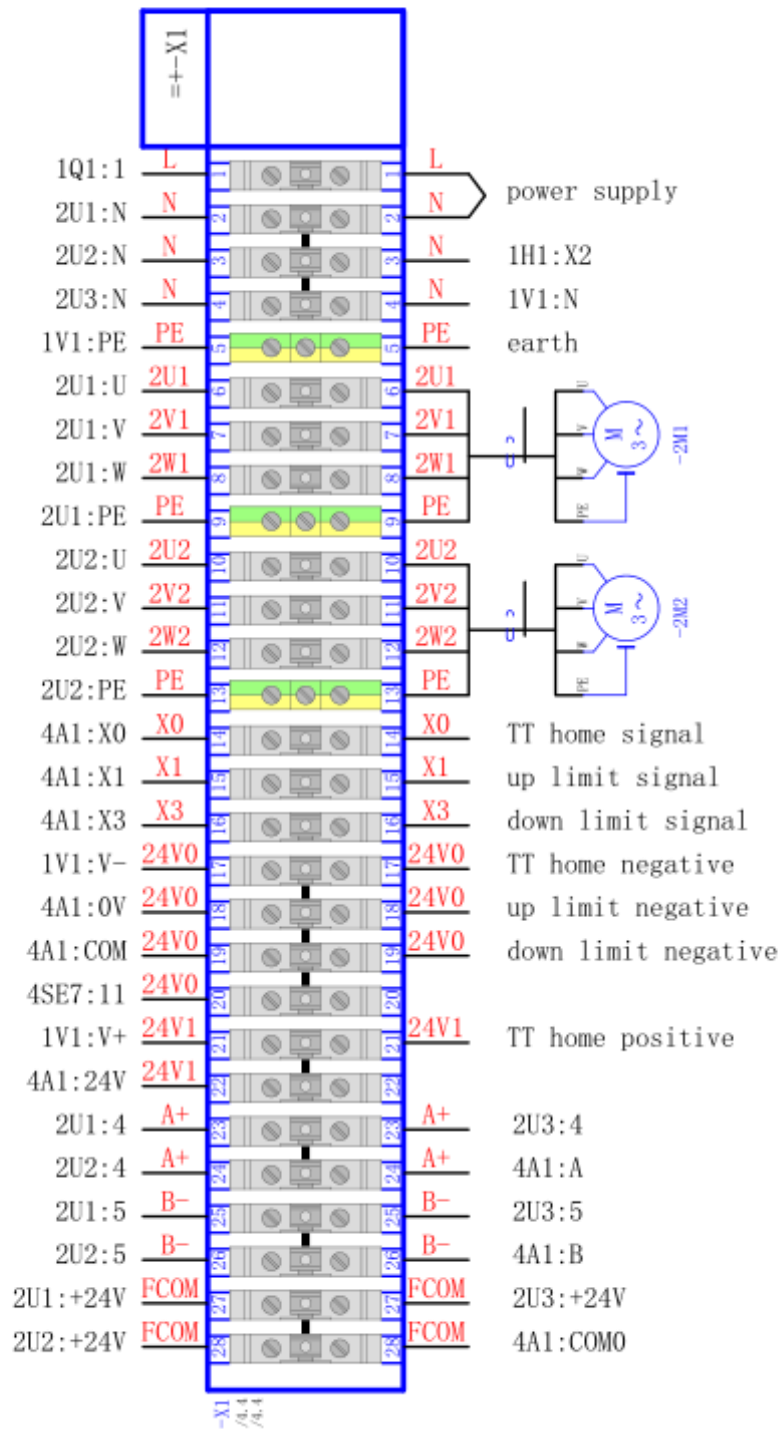 =+-X1
1Q1:1 L 1 1 L power supply
2U1:N N 2 2 N
2U2:N N 3 3 N 1H1:X2
2U3:N N 4 4 N 1V1:N
1V1:PE PE 5 5 PE earth
2U1:U 2U1 6 6 2U1 U
2U1:V 2V1 7 7 2V1 V M 3~ -2M1
2U1:W 2W1 8 8 2W1 W
2U1:PE PE 9 9 PE PE
2U2:U 2U2 10 10 2U2 U
2U2:V 2V2 11 11 2V2 V M 3~ -2M2
2U2:W 2W2 12 12 2W2 W
2U2:PE PE 13 13 PE PE
4A1:X0 X0 14 14 X0 TT home signal
4A1:X1 X1 15 15 X1 up limit signal
4A1:X3 X3 16 16 X3 down limit signal
1V1:V- 24V0 17 17 24V0 TT home negative
4A1:0V 24V0 18 18 24V0 up limit negative
4A1:COM 24V0 19 19 24V0 down limit negative
4SE7:11 24V0 20 20
1V1:V+ 24V1 21 21 24V1 TT home positive
4A1:24V 24V1 22 22
2U1:4 A+ 23 23 A+ 2U3:4
2U2:4 A+ 24 24 A+ 4A1:A
2U1:5 B- 25 25 B- 2U3:5
2U2:5 B- 26 26 B- 4A1:B
2U1:+24V FCOM 27 27 FCOM 2U3:+24V
2U2:+24V FCOM 28 28 FCOM 4A1:COM0
-X1
/4.4
/4.4